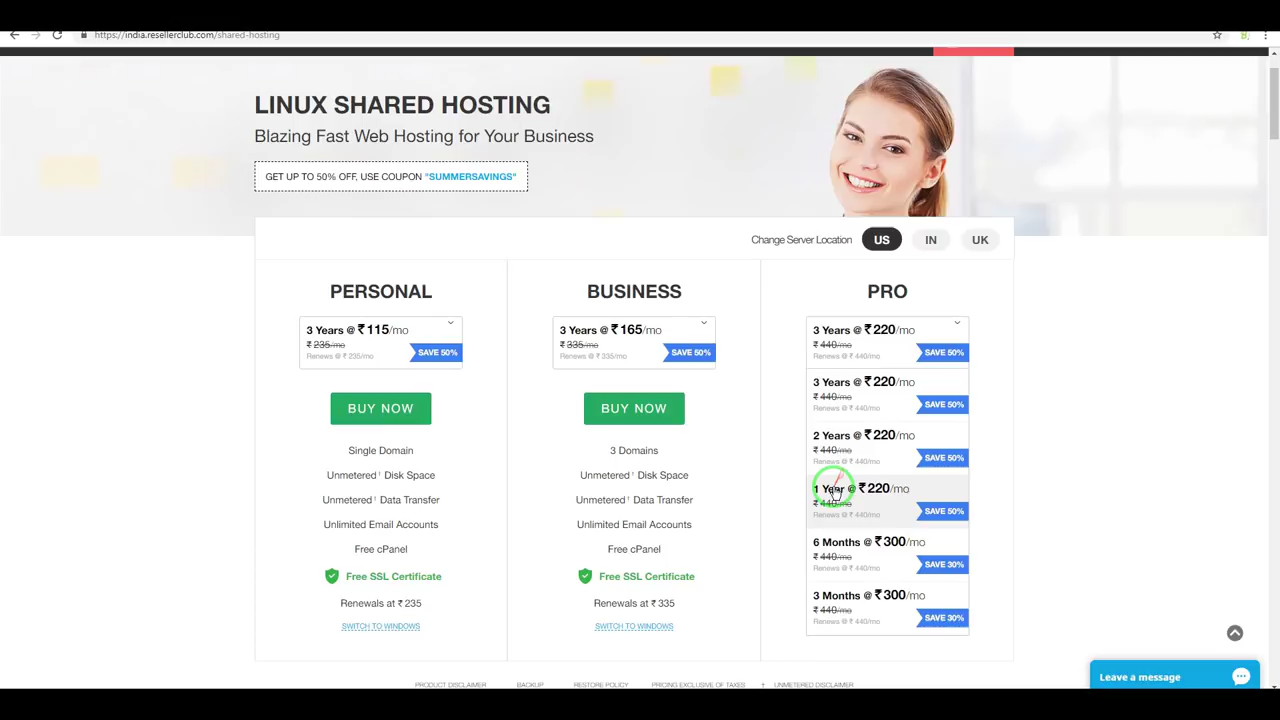 https://india.resellerclub.com/shared-hosting
LINUX SHARED HOSTING
Blazing Fast Web Hosting for Your Business
GET UP TO 50% OFF, USE COUPON "SUMMERSAVINGS"
Change Server Location US IN UK
PERSONAL
3 Years @ ₹ 115/mo
₹ 235/mo
Renews @ ₹ 235/mo
SAVE 50%
BUY NOW
Single Domain
Unmetered † Disk Space
Unmetered † Data Transfer
Unlimited Email Accounts
Free cPanel
Free SSL Certificate
Renewals at ₹ 235
SWITCH TO WINDOWS
BUSINESS
3 Years @ ₹ 165/mo
₹ 335/mo
Renews @ ₹ 335/mo
SAVE 50%
BUY NOW
3 Domains
Unmetered † Disk Space
Unmetered † Data Transfer
Unlimited Email Accounts
Free cPanel
Free SSL Certificate
Renewals at ₹ 335
SWITCH TO WINDOWS
PRO
3 Years @ ₹ 220/mo
₹ 440/mo
Renews @ ₹ 440/mo
SAVE 50%
3 Years @ ₹ 220/mo
₹ 440/mo
Renews @ ₹ 440/mo
SAVE 50%
2 Years @ ₹ 220/mo
₹ 440/mo
Renews @ ₹ 440/mo
SAVE 50%
1 Year @ ₹ 220/mo
₹ 440/mo
Renews @ ₹ 440/mo
SAVE 50%
6 Months @ ₹ 300/mo
₹ 440/mo
Renews @ ₹ 440/mo
SAVE 30%
3 Months @ ₹ 300/mo
₹ 440/mo
Renews @ ₹ 440/mo
SAVE 30%
PRODUCT DISCLAIMER BACKUP RESTORE POLICY PRICING EXCLUSIVE OF TAXES † UNMETERED DISCLAIMER
Leave a message